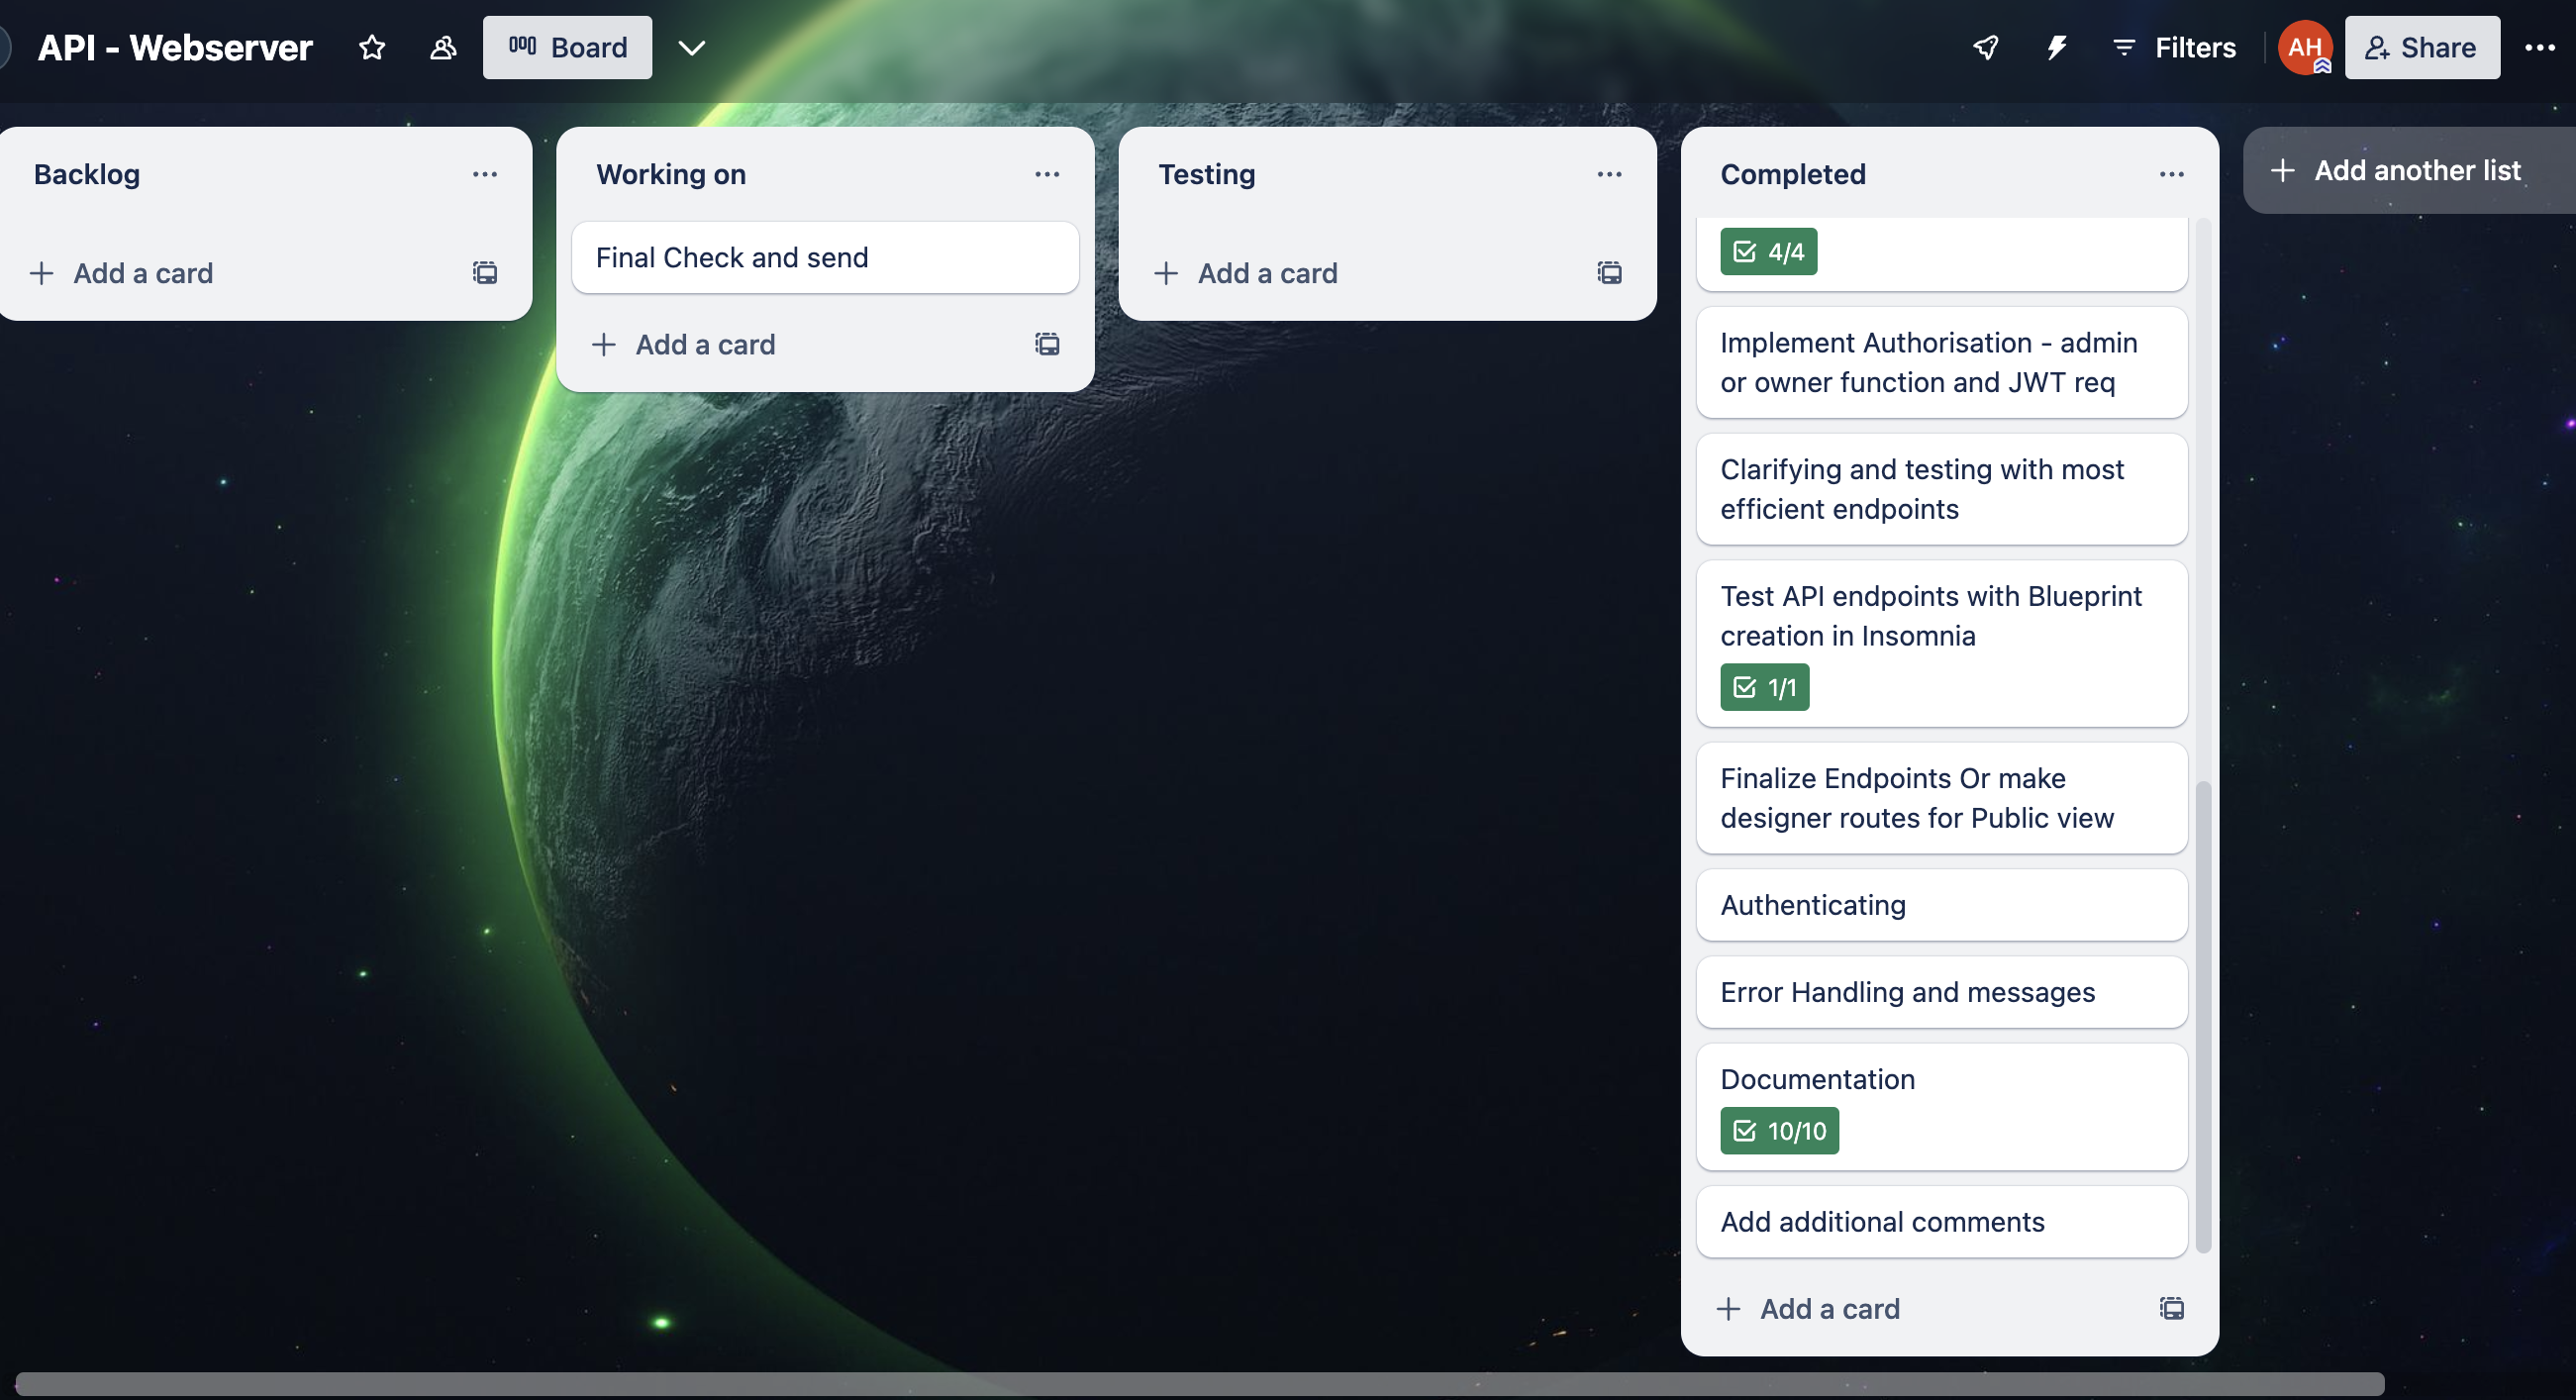 API - Webserver
Board
Filters
AH
Share
Backlog
Add a card
Working on
Final Check and send
Add a card
Testing
Add a card
Completed
4/4
Implement Authorisation - admin
or owner function and JWT req
Clarifying and testing with most
efficient endpoints
Test API endpoints with Blueprint
creation in Insomnia
1/1
Finalize Endpoints Or make
designer routes for Public view
Authenticating
Error Handling and messages
Documentation
10/10
Add additional comments
Add a card
Add another list